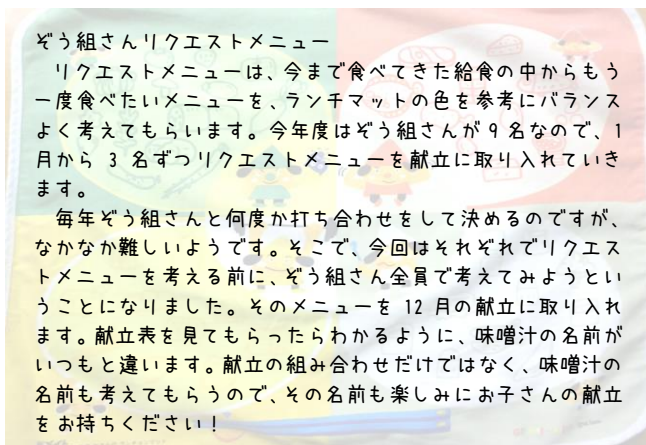 ぞう組さんリクエストメニュー
　リクエストメニューは、今まで食べてきた給食の中からもう
一度食べたいメニューを、ランチマットの色を参考にバランス
よく考えてもらいます。今年度はぞう組さんが 9 名なので、1
月から 3 名ずつリクエストメニューを献立に取り入れていき
ます。
　毎年ぞう組さんと何度か打ち合わせをして決めるのですが、
なかなか難しいようです。そこで、今回はそれぞれでリクエス
トメニューを考える前に、ぞう組さん全員で考えてみようとい
うことになりました。そのメニューを 12 月の献立に取り入れ
ます。献立表を見てもらったらわかるように、味噌汁の名前が
いつもと違います。献立の組み合わせだけではなく、味噌汁の
名前も考えてもらうので、その名前も楽しみにお子さんの献立
をお持ちください！